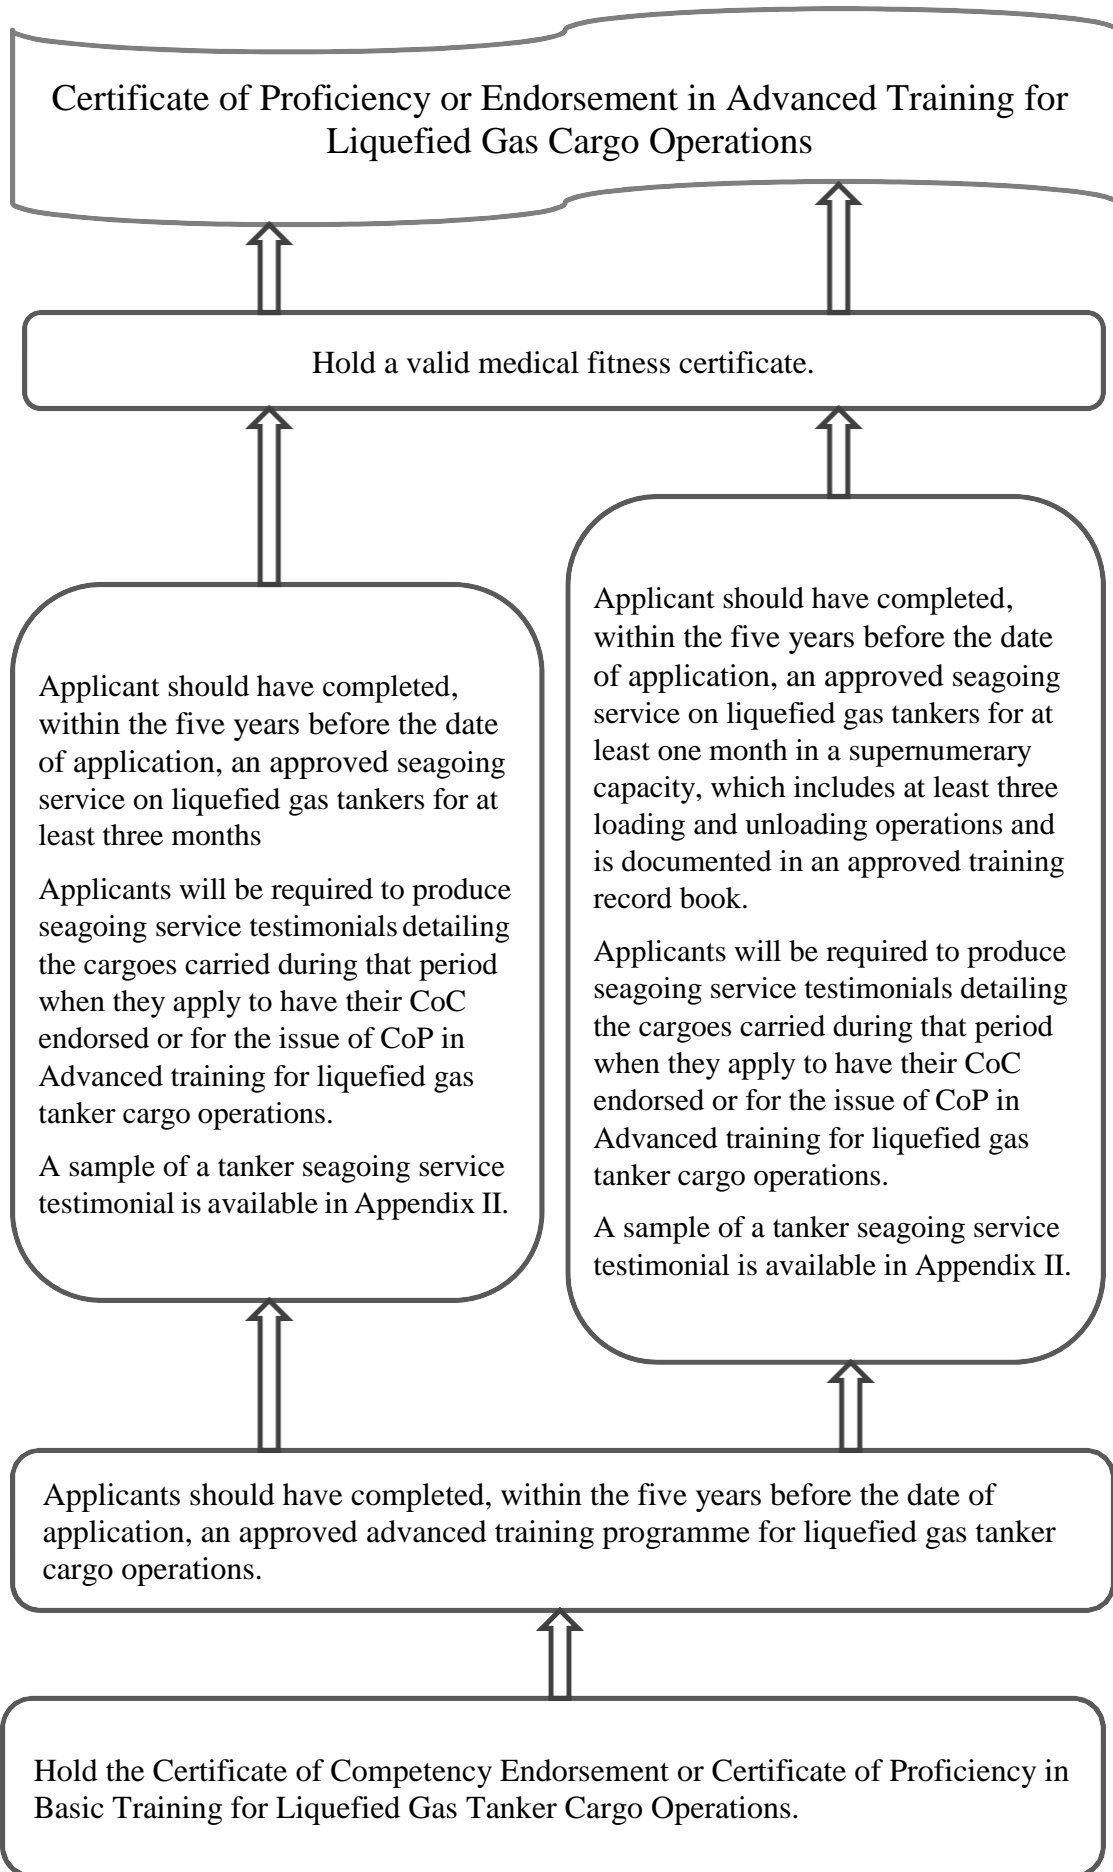 Certificate of Proficiency or Endorsement in Advanced Training for
Liquefied Gas Cargo Operations
Hold a valid medical fitness certificate.
Applicant should have completed,
within the five years before the date
of application, an approved seagoing
service on liquefied gas tankers for at
least three months
Applicants will be required to produce
seagoing service testimonials detailing
the cargoes carried during that period
when they apply to have their CoC
endorsed or for the issue of CoP in
Advanced training for liquefied gas
tanker cargo operations.
A sample of a tanker seagoing service
testimonial is available in Appendix II.
Applicant should have completed,
within the five years before the date
of application, an approved seagoing
service on liquefied gas tankers for at
least one month in a supernumerary
capacity, which includes at least three
loading and unloading operations and
is documented in an approved training
record book.
Applicants will be required to produce
seagoing service testimonials detailing
the cargoes carried during that period
when they apply to have their CoC
endorsed or for the issue of CoP in
Advanced training for liquefied gas
tanker cargo operations.
A sample of a tanker seagoing service
testimonial is available in Appendix II.
Applicants should have completed, within the five years before the date of
application, an approved advanced training programme for liquefied gas tanker
cargo operations.
Hold the Certificate of Competency Endorsement or Certificate of Proficiency in
Basic Training for Liquefied Gas Tanker Cargo Operations.